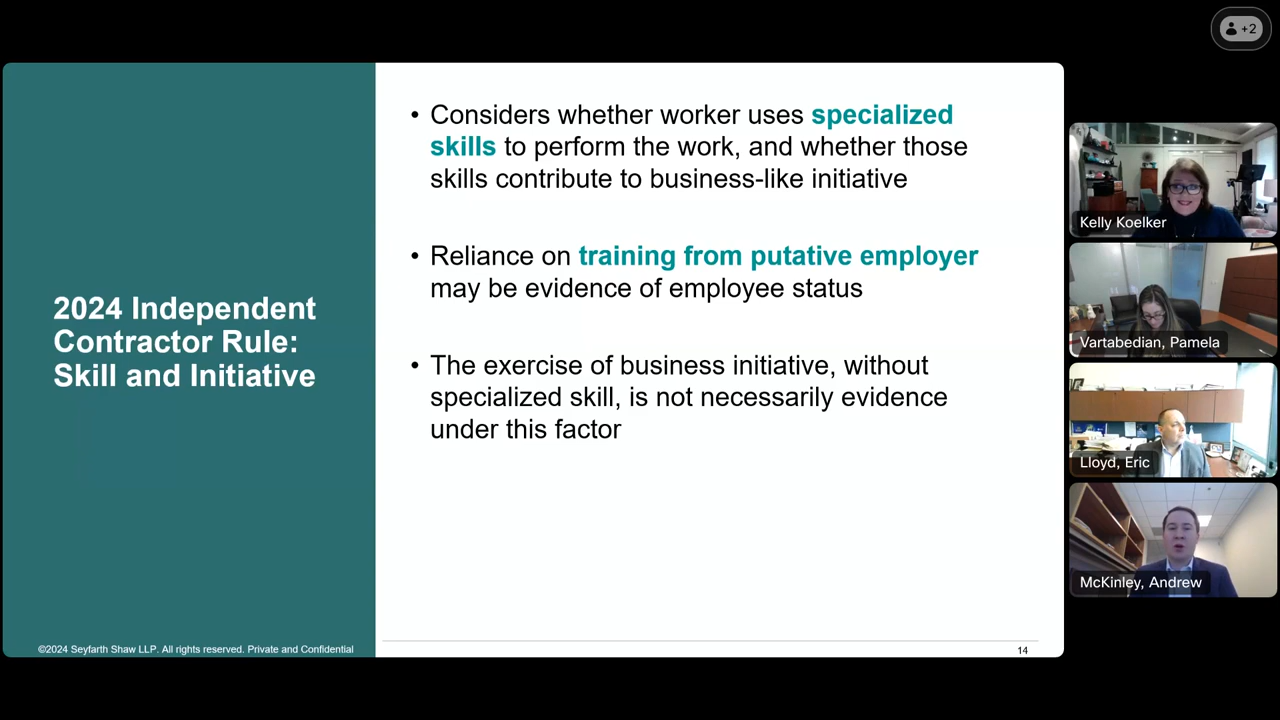 +2
2024 Independent
Contractor Rule:
Skill and Initiative
• Considers whether worker uses specialized
skills to perform the work, and whether those
skills contribute to business-like initiative
• Reliance on training from putative employer
may be evidence of employee status
• The exercise of business initiative, without
specialized skill, is not necessarily evidence
under this factor
©2024 Seyfarth Shaw LLP. All rights reserved. Private and Confidential
14
Kelly Koelker
Vartabedian, Pamela
Lloyd, Eric
McKinley, Andrew